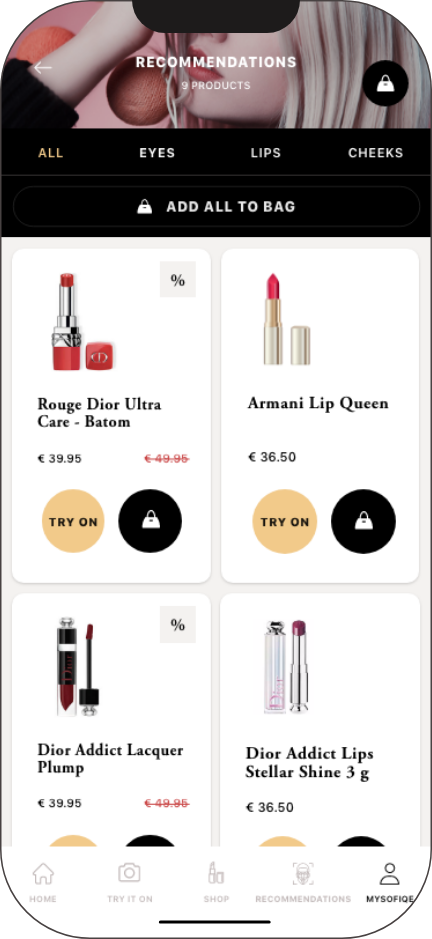 RECOMMENDATIONS
9 PRODUCTS
ALL EYES LIPS CHEEKS
ADD ALL TO BAG
%
Rouge Dior Ultra
Care - Batom
€ 39.95 € 49.95
TRY ON
Armani Lip Queen
€ 36.50
TRY ON
%
Dior Addict Lacquer
Plump
€ 39.95 € 49.95
Dior Addict Lips
Stellar Shine 3 g
€ 36.50
HOME TRY IT ON SHOP RECOMMENDATIONS MYSOFIQE